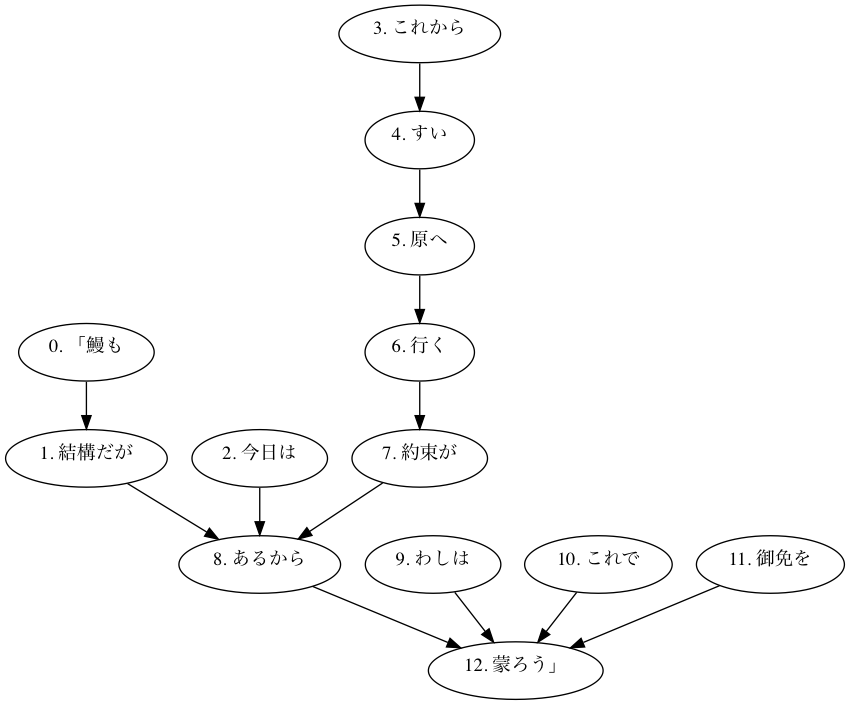 3. これから
4. すい
5. 原へ
0. 「鰻も
6. 行く
1. 結構だが
2. 今日は
7. 約束が
8. あるから
9. わしは
10. これで
11. 御免を
12. 蒙ろう」